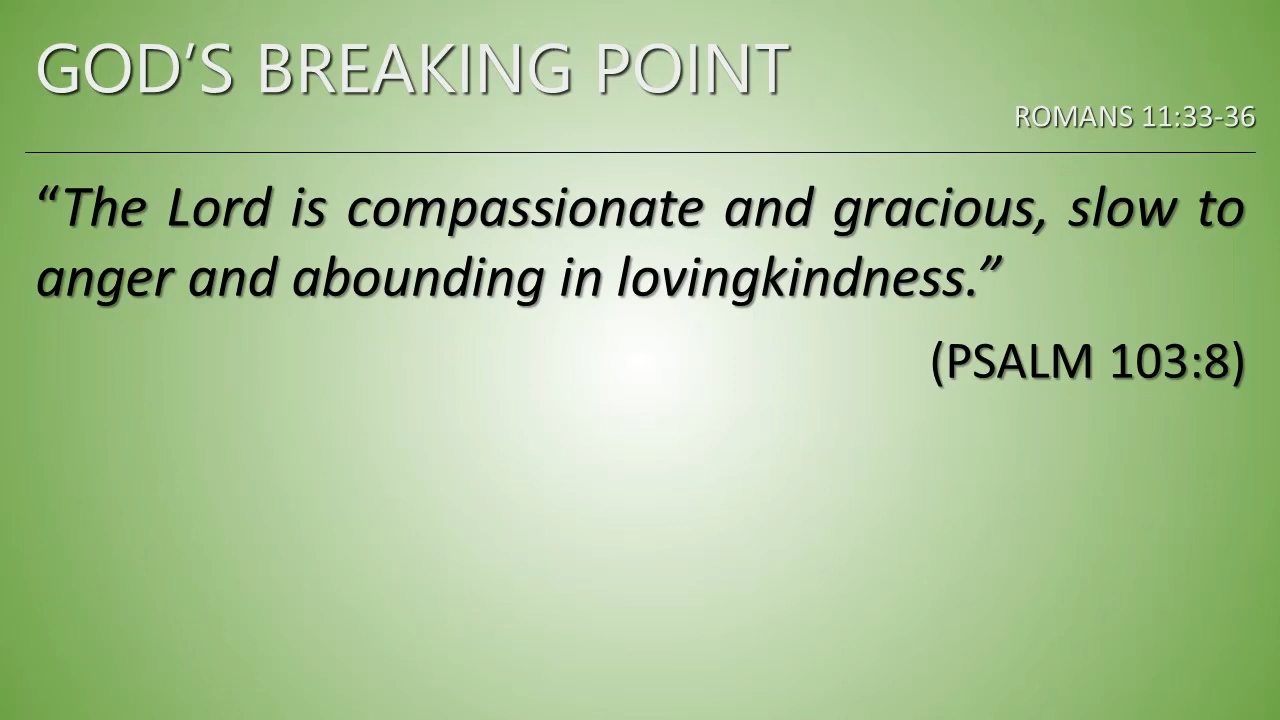 GOD’S BREAKING POINT
ROMANS 11:33-36
“The Lord is compassionate and gracious, slow to
anger and abounding in lovingkindness.”
(PSALM 103:8)